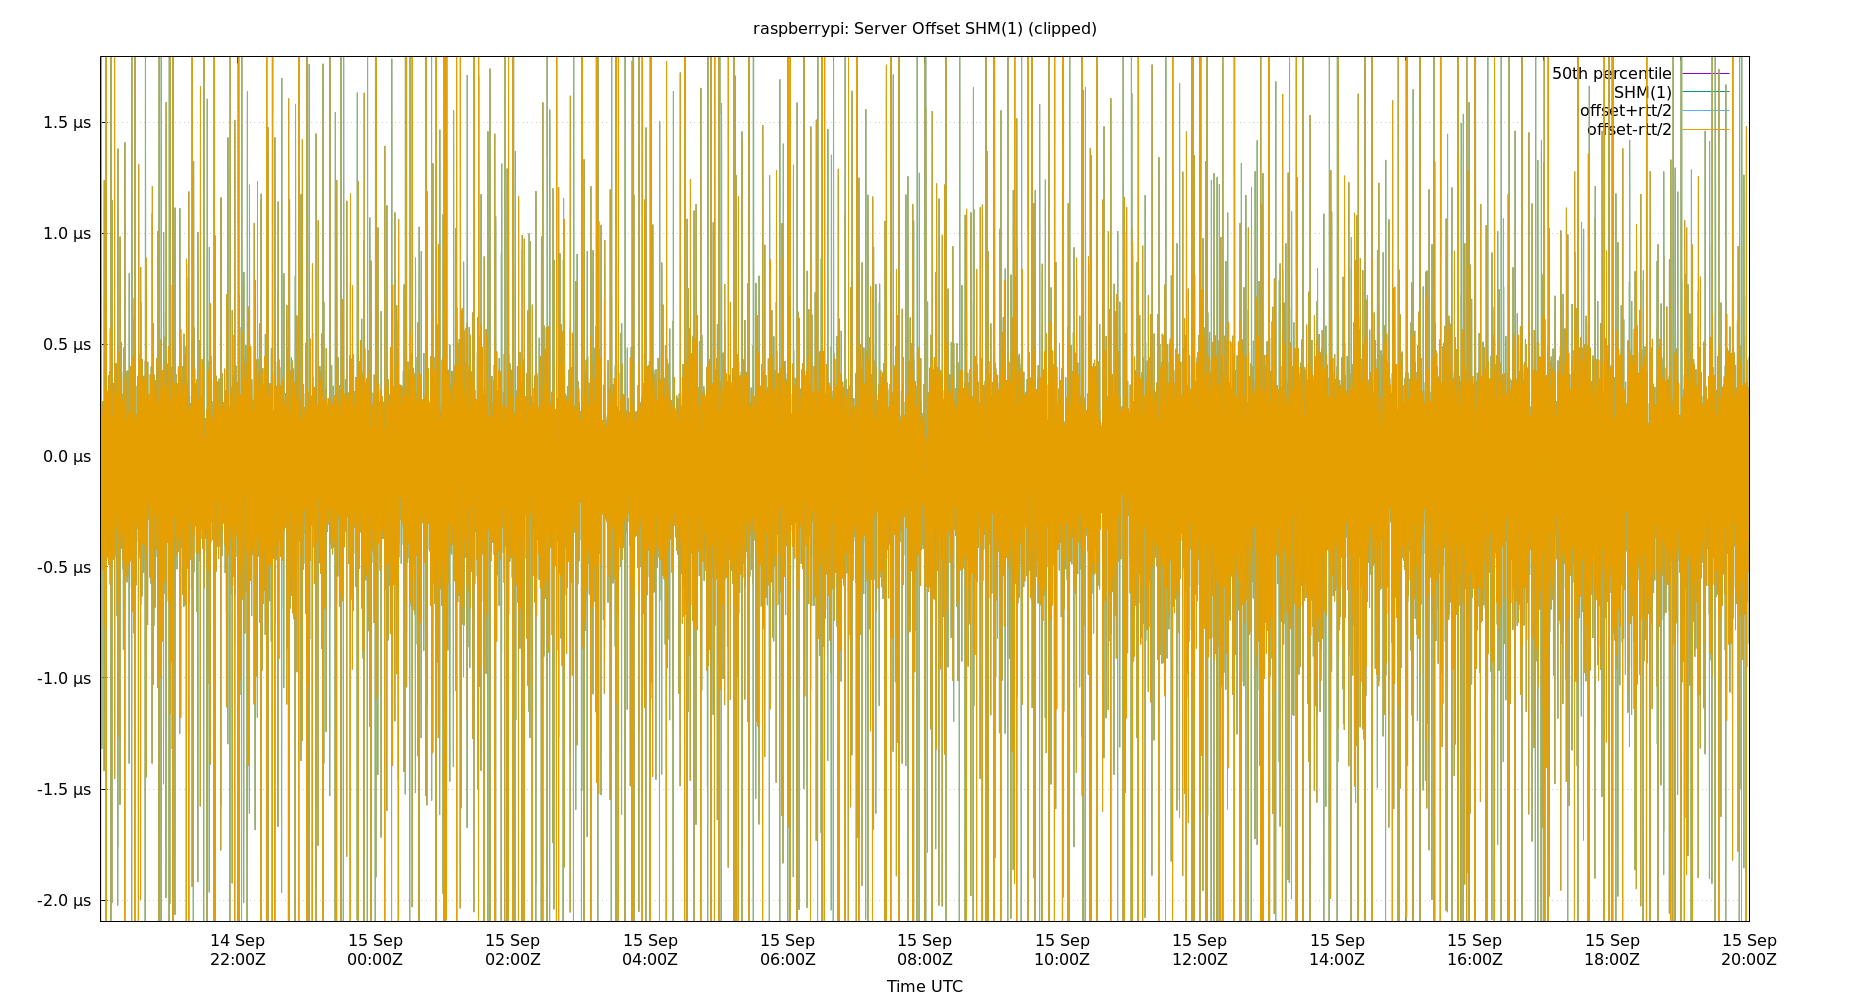 raspberrypi: Server Offset SHM(1) (clipped)
50th percentile
SHM(1)
offset+rtt/2
offset-rtt/2
1.5 µs
1.0 µs
0.5 µs
0.0 µs
-0.5 µs
-1.0 µs
-1.5 µs
-2.0 µs
14 Sep 15 Sep 15 Sep 15 Sep 15 Sep 15 Sep 15 Sep 15 Sep 15 Sep 15 Sep 15 Sep 15 Sep
22:00Z 00:00Z 02:00Z 04:00Z 06:00Z 08:00Z 10:00Z 12:00Z 14:00Z 16:00Z 18:00Z 20:00Z
Time UTC